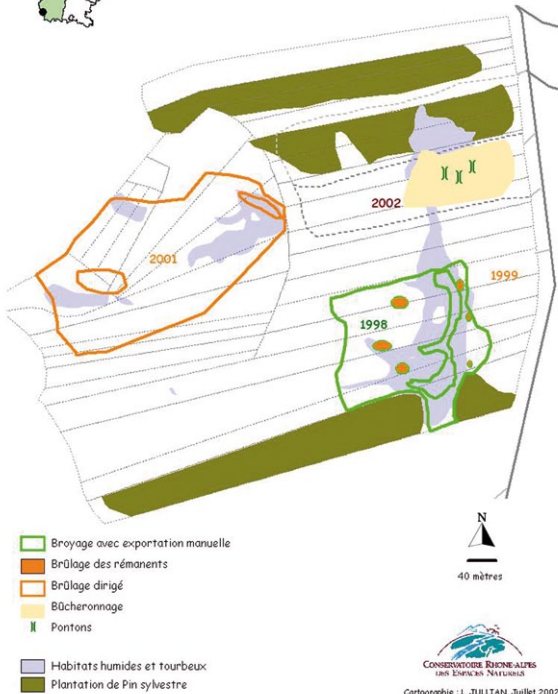 2002
2001
1999
1998
N
40 mètres
Broyage avec exportation manuelle
Brûlage des rémanents
Brûlage dirigé
Bûcheronnage
Pontons
Habitats humides et tourbeux
Plantation de Pin sylvestre
CONSERVATOIRE RHONE-ALPES
DES ESPACES NATURELS
Cartographie : L. JULLIAN, Juillet 2002